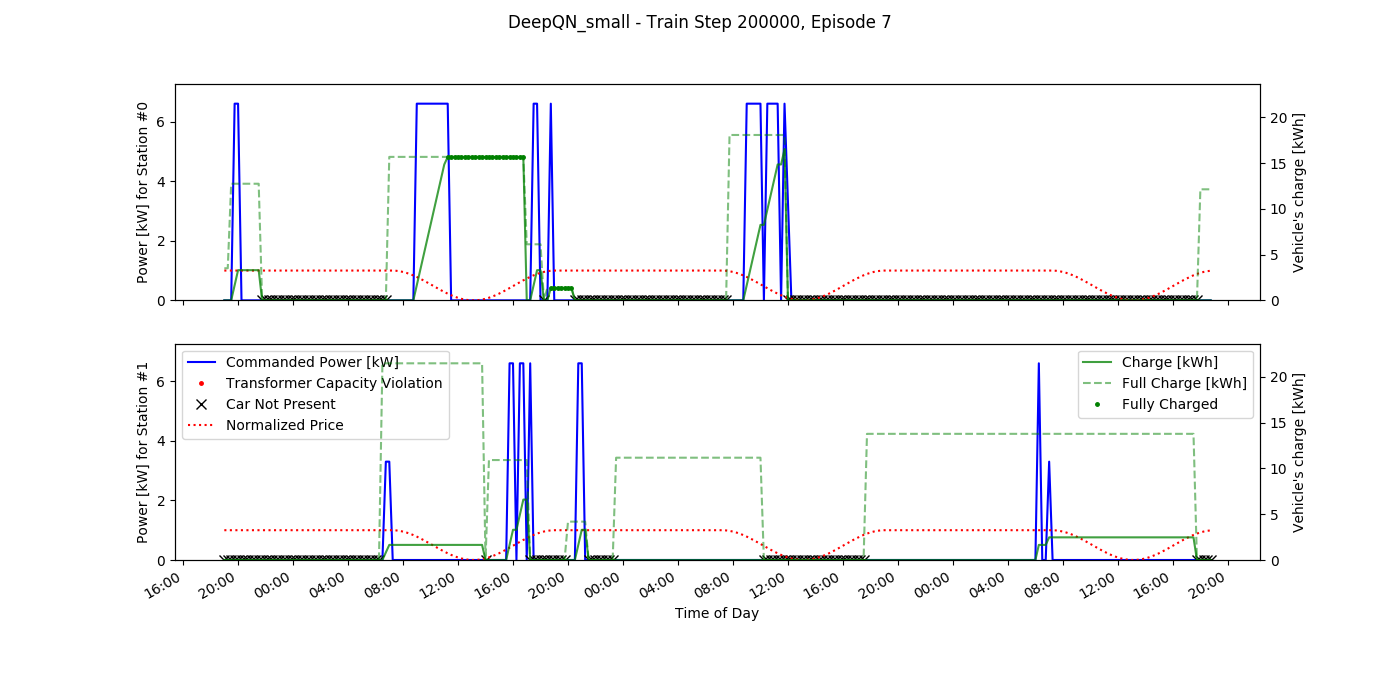 DeepQN_small - Train Step 200000, Episode 7
Power [kW] for Station #0
6
4
2
0
20
15
10
5
0
Vehicle's charge [kWh]
Power [kW] for Station #1
6
4
2
0
Commanded Power [kW]
Transformer Capacity Violation
Car Not Present
Normalized Price
Charge [kWh]
Full Charge [kWh]
Fully Charged
20
15
10
5
0
Vehicle's charge [kWh]
16:00 20:00 00:00 04:00 08:00 12:00 16:00 20:00 00:00 04:00 08:00 12:00 16:00 20:00 00:00 04:00 08:00 12:00 16:00 20:00
Time of Day